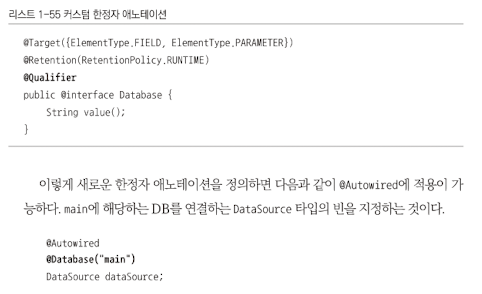 리스트 1-55 커스텀 한정자 애노테이션
@Target({ElementType.FIELD, ElementType.PARAMETER})
@Retention(RetentionPolicy.RUNTIME)
@Qualifier
public @interface Database {
    String value();
}
이렇게 새로운 한정자 애노테이션을 정의하면 다음과 같이 @Autowired에 적용이 가
능하다. main에 해당하는 DB를 연결하는 DataSource 타입의 빈을 지정하는 것이다.
@Autowired
@Database("main")
DataSource dataSource;